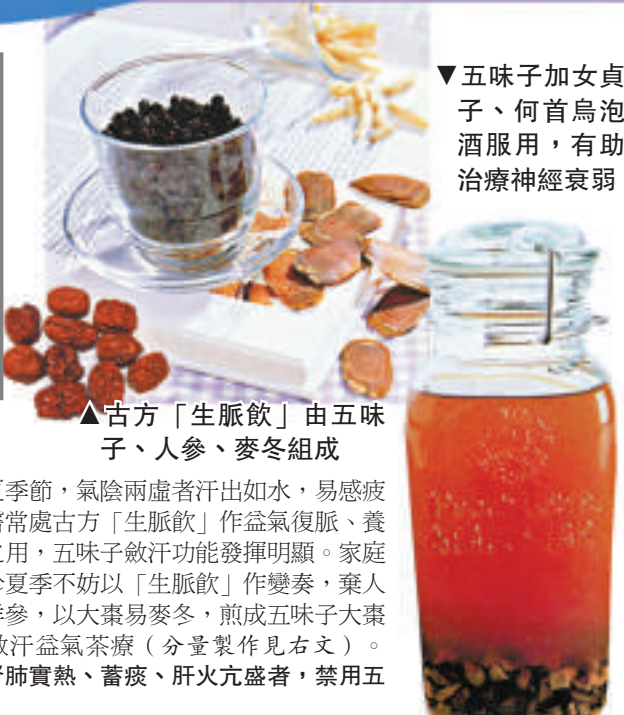 ▼五味子加女貞
子、何首烏泡
酒服用，有助
治療神經衰弱
▲古方「生脈飲」由五味
子、人參、麥冬組成
季節，氣陰兩虛者汗出如水，易感疲
常處古方「生脈飲」作益氣復脈、養
用，五味子斂汗功能發揮明顯。家庭
夏季不妨以「生脈飲」作變奏，棄人
參，以大棗易麥冬，煎成五味子大棗
汗益氣茶療（分量製作見右文）。
肺實熱、蓄痰、肝火亢盛者，禁用五